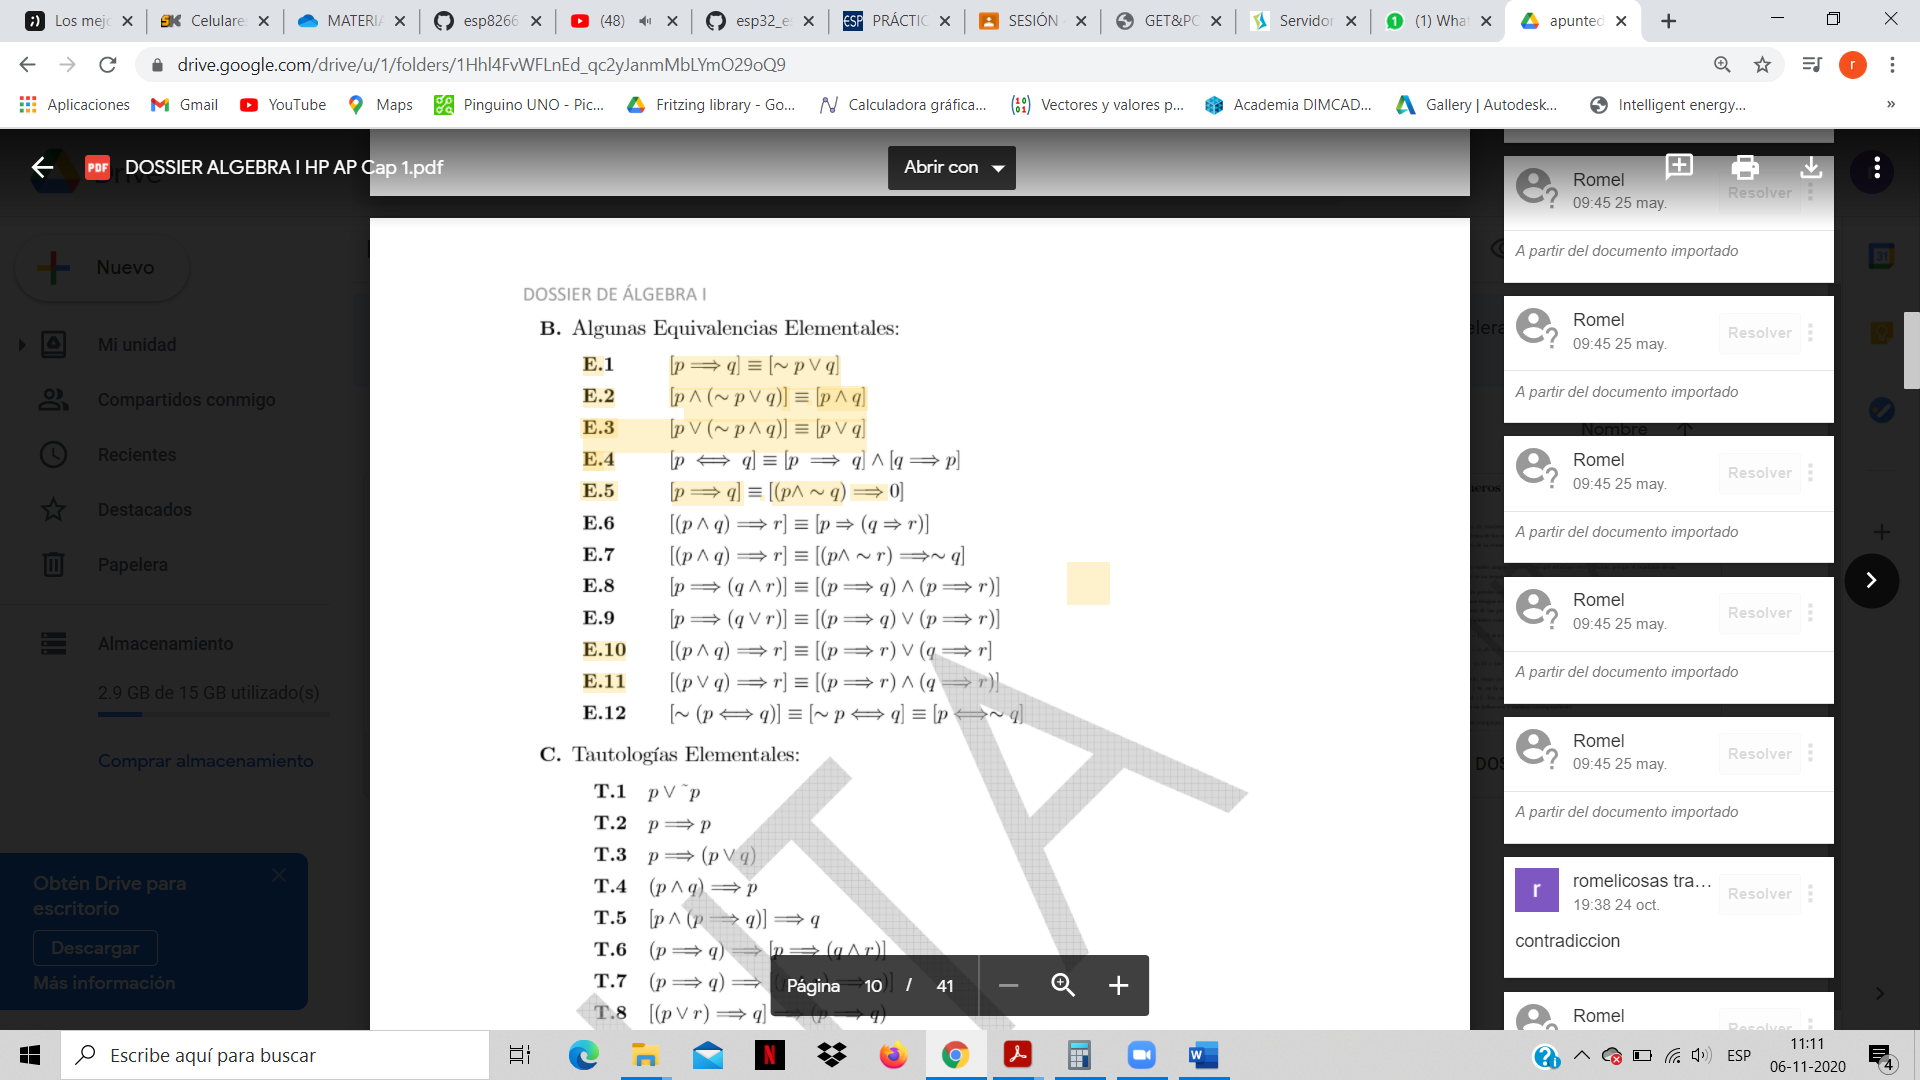 Los mejo
Celulare
MATERIA
esp8266
(48)
esp32_e
PRÁCTIC
SESIÓN
GET&PO
Servidor
(1) What
apunted
drive.google.com/drive/u/1/folders/1Hhl4FvWFLnEd_qc2yJanmMbLYmO29oQ9
Aplicaciones
Gmail
YouTube
Maps
Pinguino UNO - Pic...
Fritzing library - Go...
Calculadora gráfica...
Vectores y valores p...
Academia DIMCAD...
Gallery | Autodesk...
Intelligent energy...
»
PDF DOSSIER ALGEBRA I HP AP Cap 1.pdf
Abrir con
Nuevo
Mi unidad
Compartidos conmigo
Recientes
Destacados
Papelera
Almacenamiento
2.9 GB de 15 GB utilizado(s)
Comprar almacenamiento
Obtén Drive para
escritorio
Descargar
Más información
DOSSIER DE ÁLGEBRA I
B. Algunas Equivalencias Elementales:
E.1 [p ⟹ q] ≡ [∼ p ∨ q]
E.2 [p ∧ (∼ p ∨ q)] ≡ [p ∧ q]
E.3 [p ∨ (∼ p ∧ q)] ≡ [p ∨ q]
E.4 [p ⟺ q] ≡ [p ⟹ q] ∧ [q ⟹ p]
E.5 [p ⟹ q] ≡ [(p∧ ∼ q) ⟹ 0]
E.6 [(p ∧ q) ⟹ r] ≡ [p ⇒ (q ⇒ r)]
E.7 [(p ∧ q) ⟹ r] ≡ [(p∧ ∼ r) ⟹∼ q]
E.8 [p ⟹ (q ∧ r)] ≡ [(p ⟹ q) ∧ (p ⟹ r)]
E.9 [p ⟹ (q ∨ r)] ≡ [(p ⟹ q) ∨ (p ⟹ r)]
E.10 [(p ∧ q) ⟹ r] ≡ [(p ⟹ r) ∨ (q ⟹ r]
E.11 [(p ∨ q) ⟹ r] ≡ [(p ⟹ r) ∧ (q ⟹ r)]
E.12 [∼ (p ⟺ q)] ≡ [∼ p ⟺ q] ≡ [p ⟺∼ q]
C. Tautologías Elementales:
T.1 p ∨ ˜p
T.2 p ⟹ p
T.3 p ⟹ (p ∨ q)
T.4 (p ∧ q) ⟹ p
T.5 [p ∧ (p ⟹ q)] ⟹ q
T.6 (p ⟹ q) ⟹ [p ⟹ (q ∧ r)]
T.7 (p ⟹ q) ⟹
T.8 [(p ∨ r) ⟹ q] ⟹ (p ⟹ q)
Página 10 / 41
Nombre
Romel
Resolver
09:45 25 may.
A partir del documento importado
Romel
Resolver
09:45 25 may.
A partir del documento importado
Romel
Resolver
09:45 25 may.
A partir del documento importado
Romel
Resolver
09:45 25 may.
A partir del documento importado
Romel
Resolver
09:45 25 may.
A partir del documento importado
r
romelicosas tra...
Resolver
19:38 24 oct.
contradiccion
Romel
Resolver
Escribe aquí para buscar
ESP
11:11
06-11-2020
4